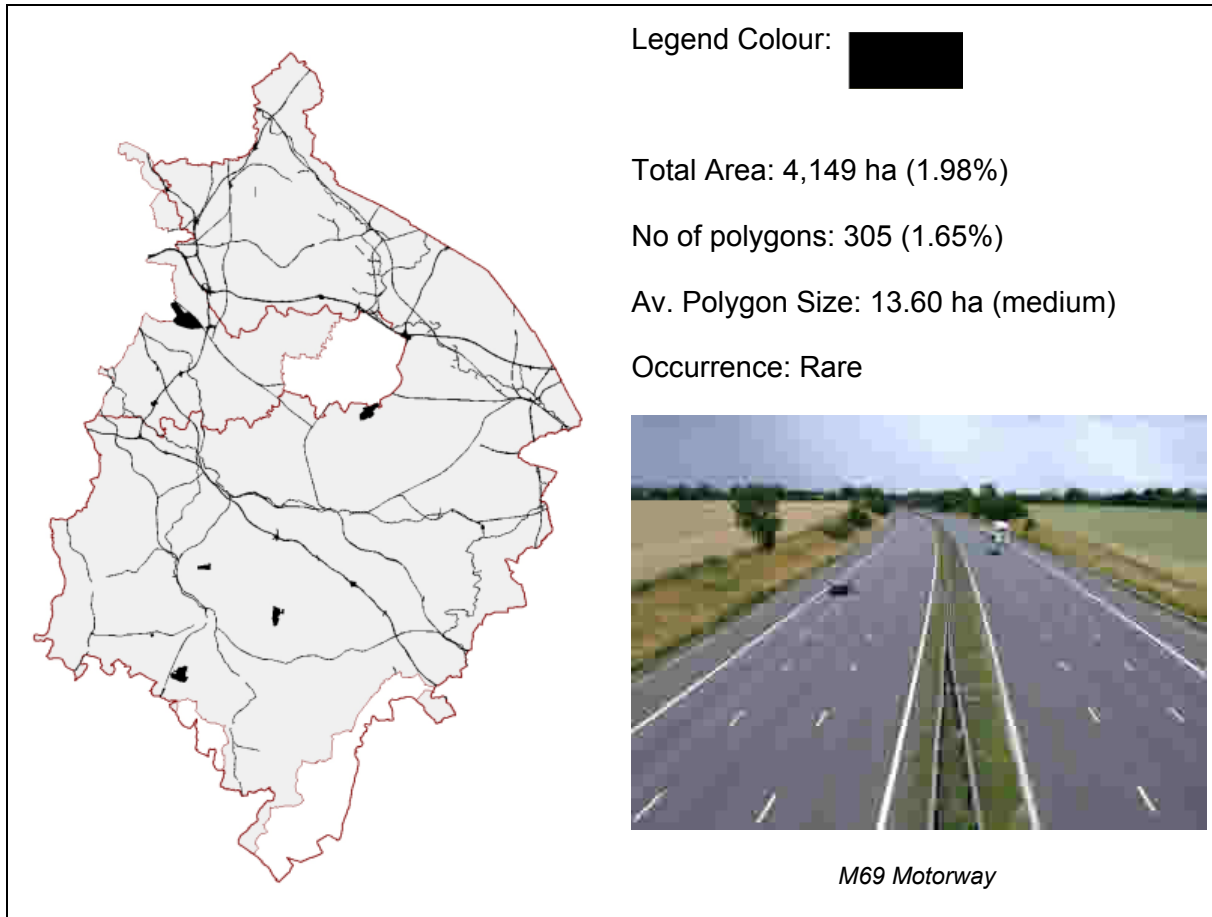 Legend Colour:
Total Area: 4,149 ha (1.98%)
No of polygons: 305 (1.65%)
Av. Polygon Size: 13.60 ha (medium)
Occurrence: Rare
M69 Motorway